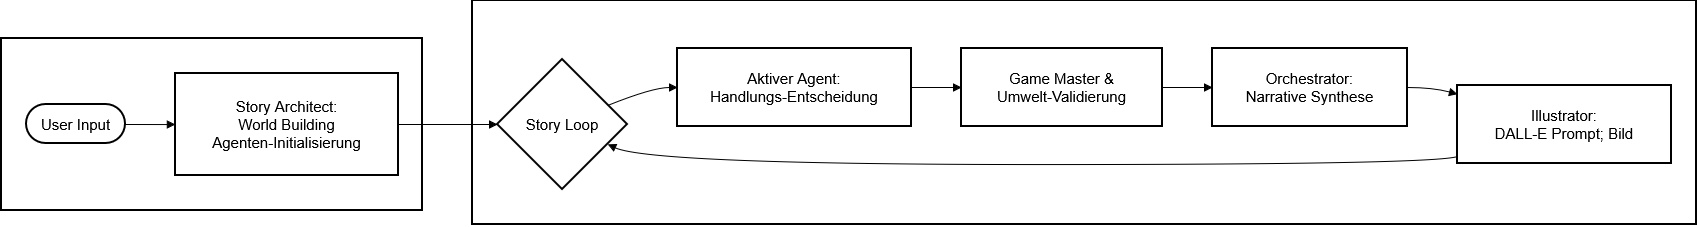 User Input
Story Architect:
World Building
Agenten-Initialisierung
Story Loop
Aktiver Agent:
Handlungs-Entscheidung
Game Master &
Umwelt-Validierung
Orchestrator:
Narrative Synthese
Illustrator:
DALL-E Prompt; Bild